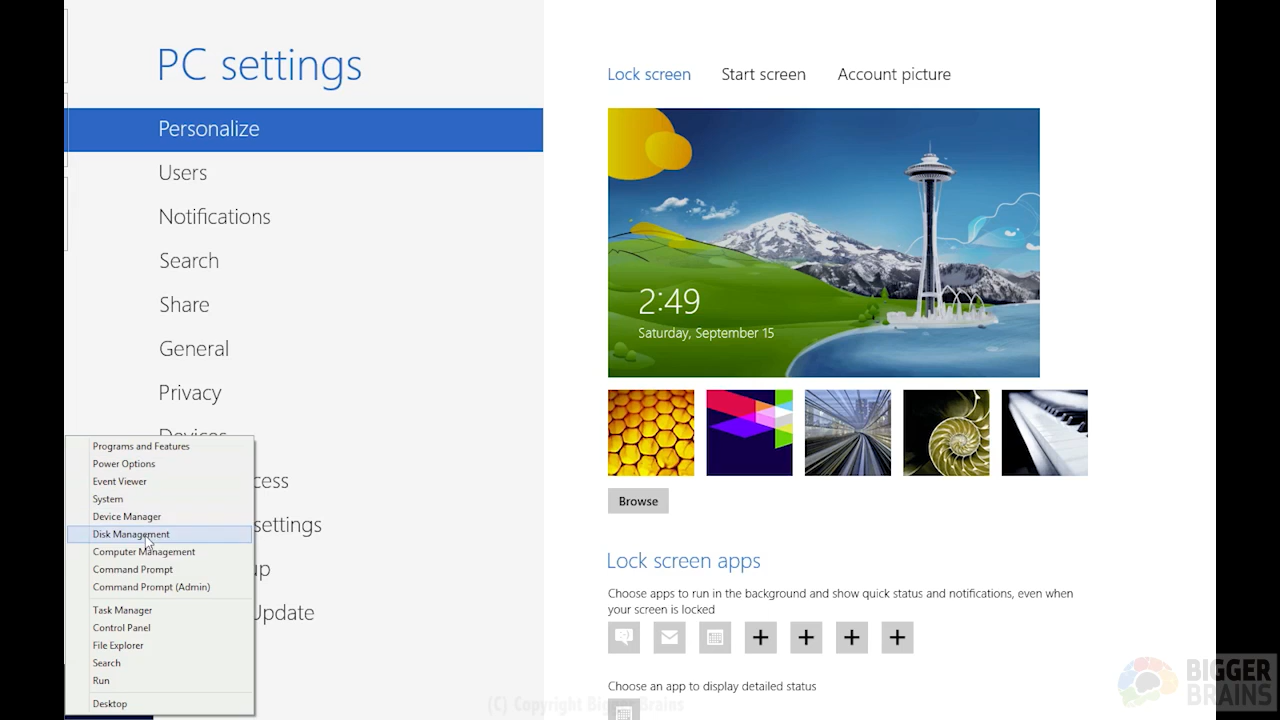 PC settings
Personalize
Users
Notifications
Search
Share
General
Privacy
Devices
cess
settings
up
Update
Programs and Features
Power Options
Event Viewer
System
Device Manager
Disk Management
Computer Management
Command Prompt
Command Prompt (Admin)
Task Manager
Control Panel
File Explorer
Search
Run
Desktop
Lock screen Start screen Account picture
2:49
Saturday, September 15
Browse
Lock screen apps
Choose apps to run in the background and show quick status and notifications, even when
your screen is locked
Choose an app to display detailed status
(C) Copyright Bigger Brains
BIGGER
BRAINS